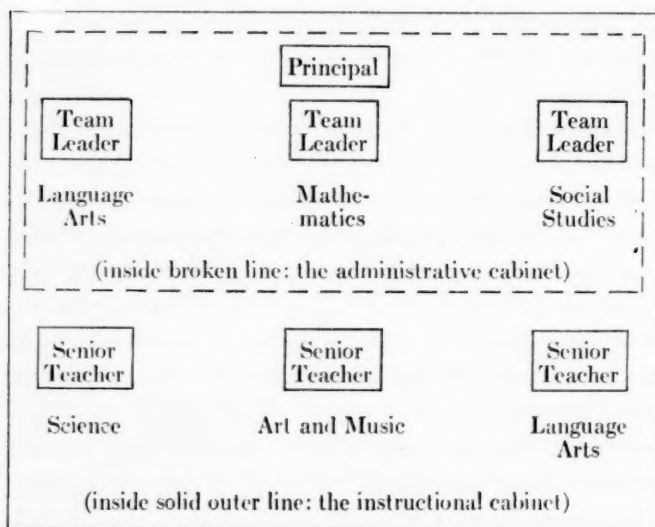 Principal
Team Team Team
Leader Leader Leader
Language Mathe- Social
Arts matics Studies
(inside broken line: the administrative cabinet)
Senior Senior Senior
Teacher Teacher Teacher
Science Art and Music Language
Arts
(inside solid outer line: the instructional cabinet)